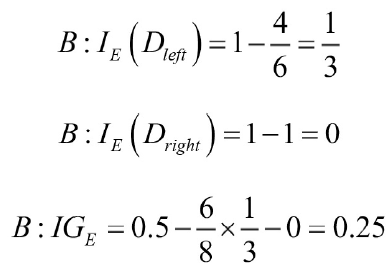 B : I_E (D_left) = 1 − 4/6 = 1/3
B : I_E (D_right) = 1 − 1 = 0
B : IG_E = 0.5 − 6/8 × 1/3 − 0 = 0.25